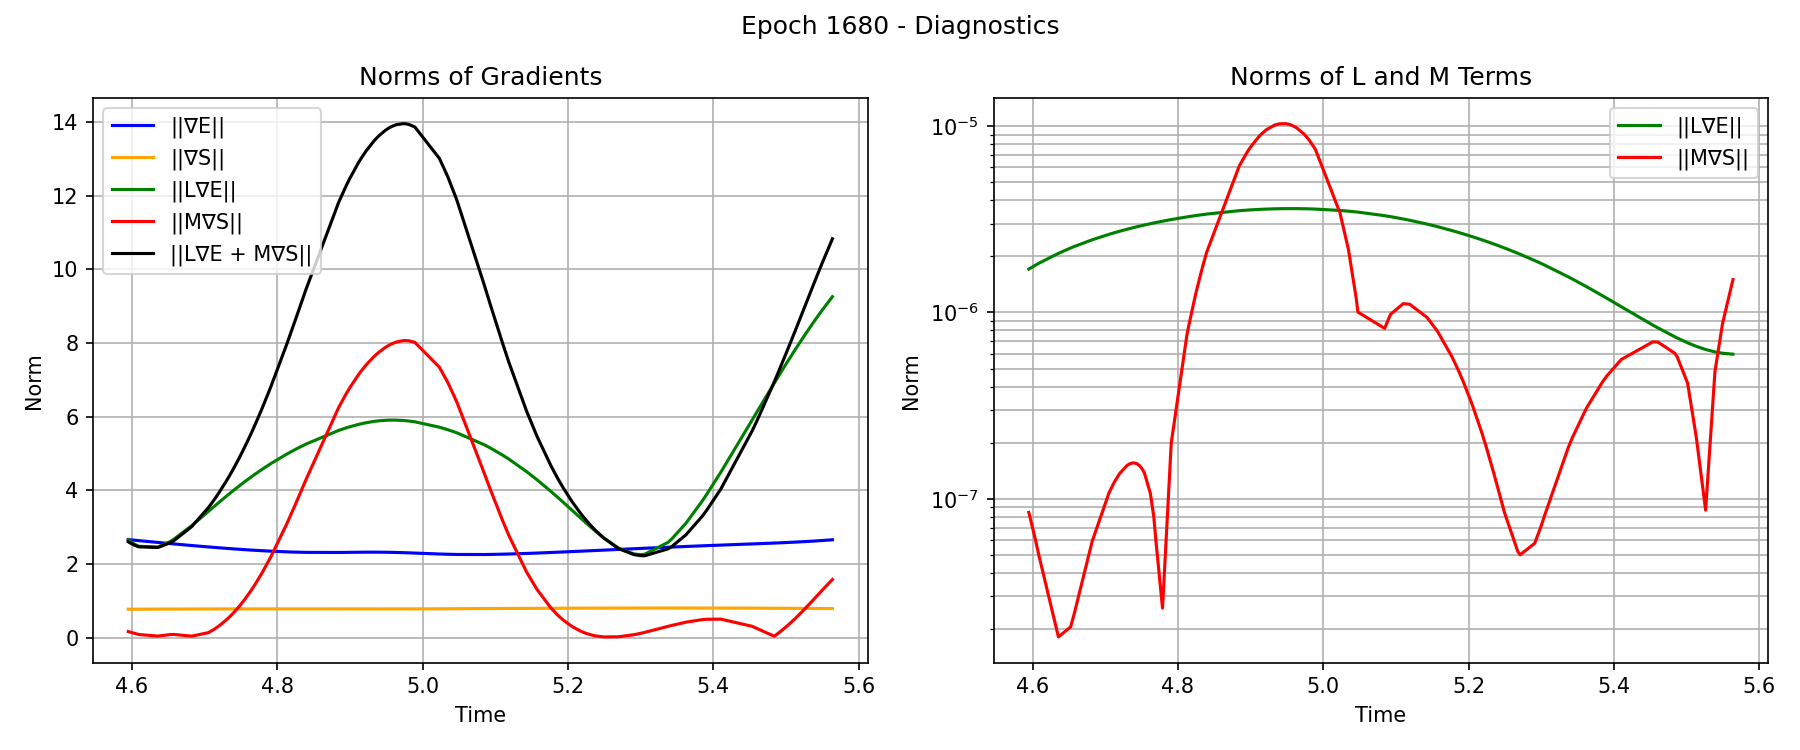 Epoch 1680 - Diagnostics
Norms of Gradients
||∇E||
||∇S||
||L∇E||
||M∇S||
||L∇E + M∇S||
14
12
10
8
6
4
2
0
Norm
4.6 4.8 5.0 5.2 5.4 5.6
Time
Norms of L and M Terms
||L∇E||
||M∇S||
10⁻⁵
10⁻⁶
10⁻⁷
Norm
4.6 4.8 5.0 5.2 5.4 5.6
Time